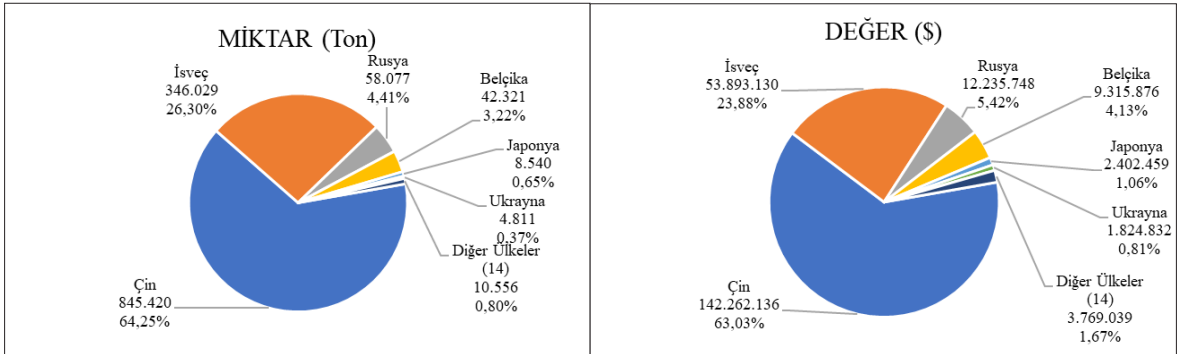 MİKTAR (Ton)
İsveç
346.029
26,30%
Rusya
58.077
4,41%
Belçika
42.321
3,22%
Japonya
8.540
0,65%
Ukrayna
4.811
0,37%
Diğer Ülkeler
(14)
10.556
0,80%
Çin
845.420
64,25%
DEĞER ($)
İsveç
53.893.130
23,88%
Rusya
12.235.748
5,42%
Belçika
9.315.876
4,13%
Japonya
2.402.459
1,06%
Ukrayna
1.824.832
0,81%
Diğer Ülkeler
(14)
3.769.039
1,67%
Çin
142.262.136
63,03%